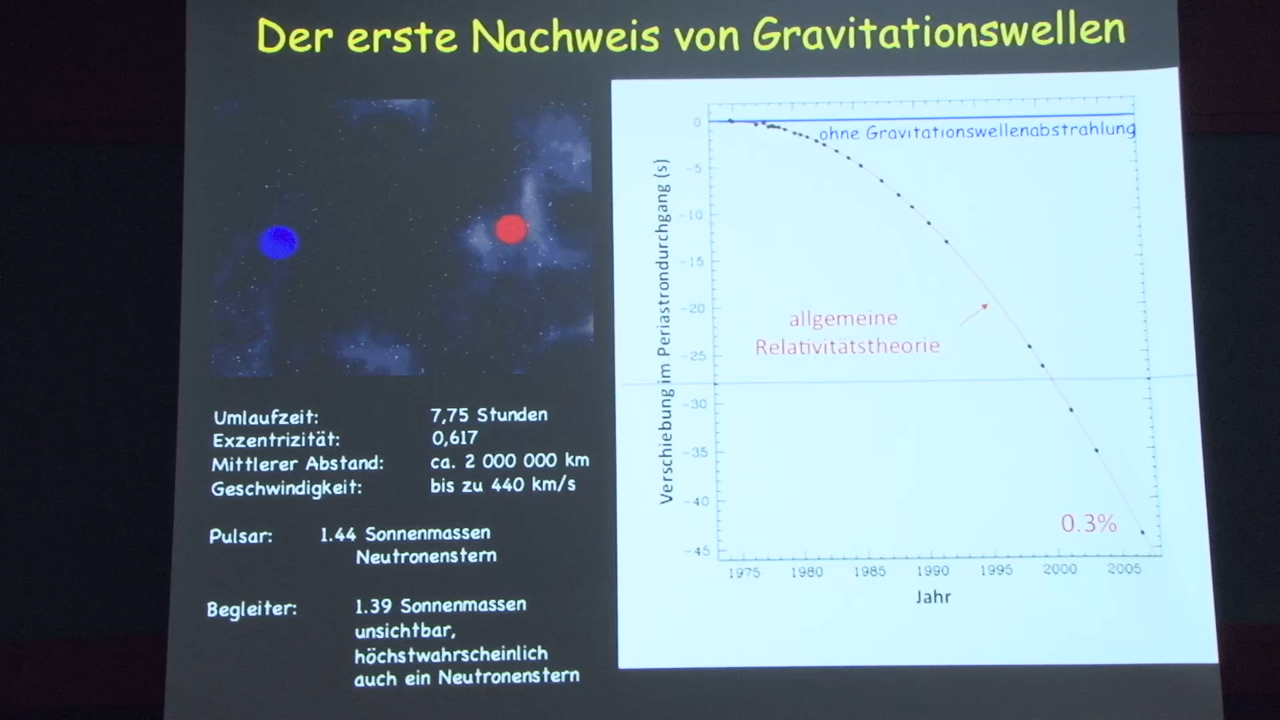 Der erste Nachweis von Gravitationswellen
Umlaufzeit: 7,75 Stunden
Exzentrizität: 0,617
Mittlerer Abstand: ca. 2 000 000 km
Geschwindigkeit: bis zu 440 km/s
Pulsar: 1.44 Sonnenmassen
Neutronenstern
Begleiter: 1.39 Sonnenmassen
unsichtbar,
höchstwahrscheinlich
auch ein Neutronenstern
Verschiebung im Periastrondurchgang (s)
0
-5
-10
-15
-20
-25
-30
-35
-40
-45
ohne Gravitationswellenabstrahlung
allgemeine
Relativitätstheorie
0.3%
1975 1980 1985 1990 1995 2000 2005
Jahr